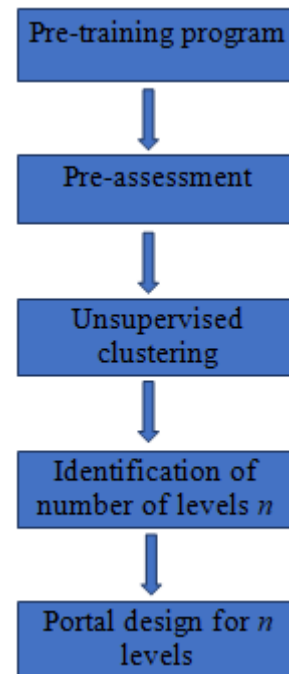 Pre-training program
Pre-assessment
Unsupervised
clustering
Identification of
number of levels n
Portal design for n
levels